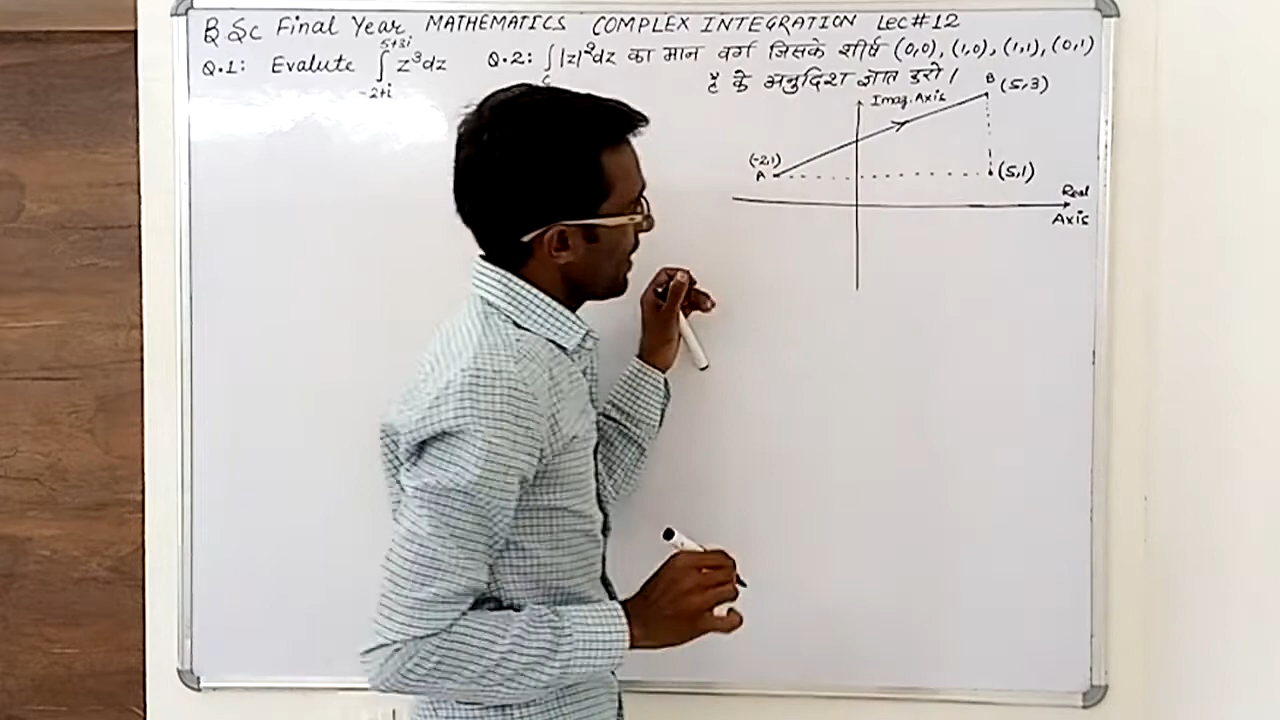 B Sc Final Year MATHEMATICS COMPLEX INTEGRATION Lec#12
Q.1: Evalute ∫_{-2+i}^{5+3i} z³dz
Q.2: ∫_c |z|²dz का मान वर्ग जिसके शीर्ष (0,0), (1,0), (1,1), (0,1)
है के अनुदिश ज्ञात करो।
B (5,3)
Imag. Axis
(-2,1)
A
(5,1)
Real
Axis